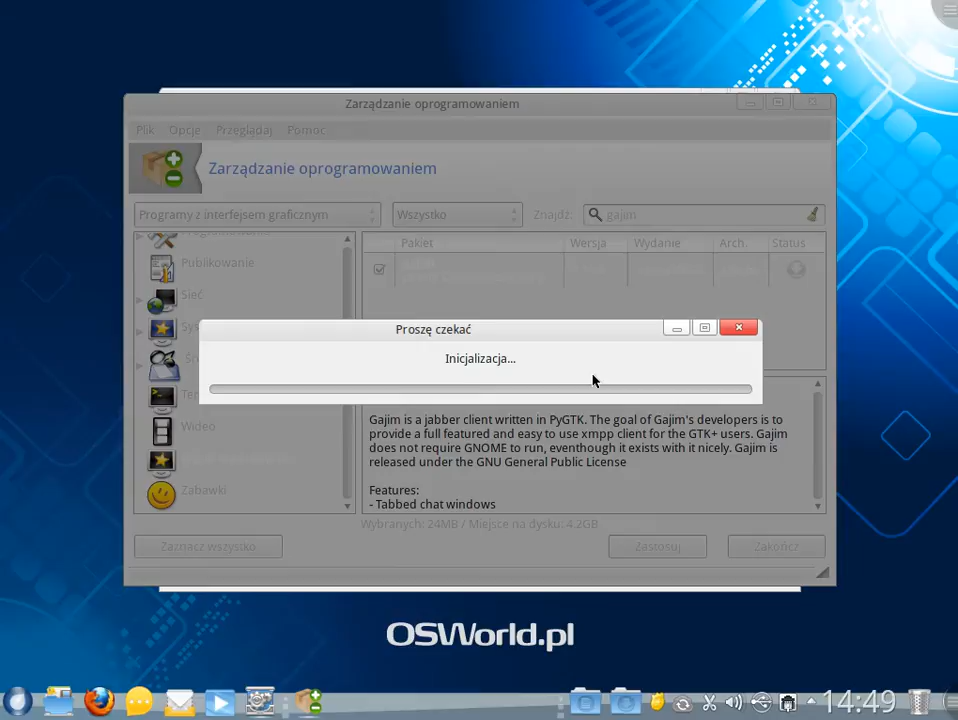 Zarządzanie oprogramowaniem
Plik Opcje Przeglądaj Pomoc
Zarządzanie oprogramowaniem
Programy z interfejsem graficznym Wszystko Znajdź: gajim
Pakiet Wersja Wydanie Arch. Status
Publikowanie
Sieć
Proszę czekać
Inicjalizacja...
Wideo
Zabawki
Gajim is a jabber client written in PyGTK. The goal of Gajim's developers is to
provide a full featured and easy to use xmpp client for the GTK+ users. Gajim
does not require GNOME to run, eventhough it exists with it nicely. Gajim is
released under the GNU General Public License
Features:
- Tabbed chat windows
Wybranych: 24MB / Miejsce na dysku: 4.2GB
Zaznacz wszystko Zastosuj Zakończ
OSWorld.pl
14:49